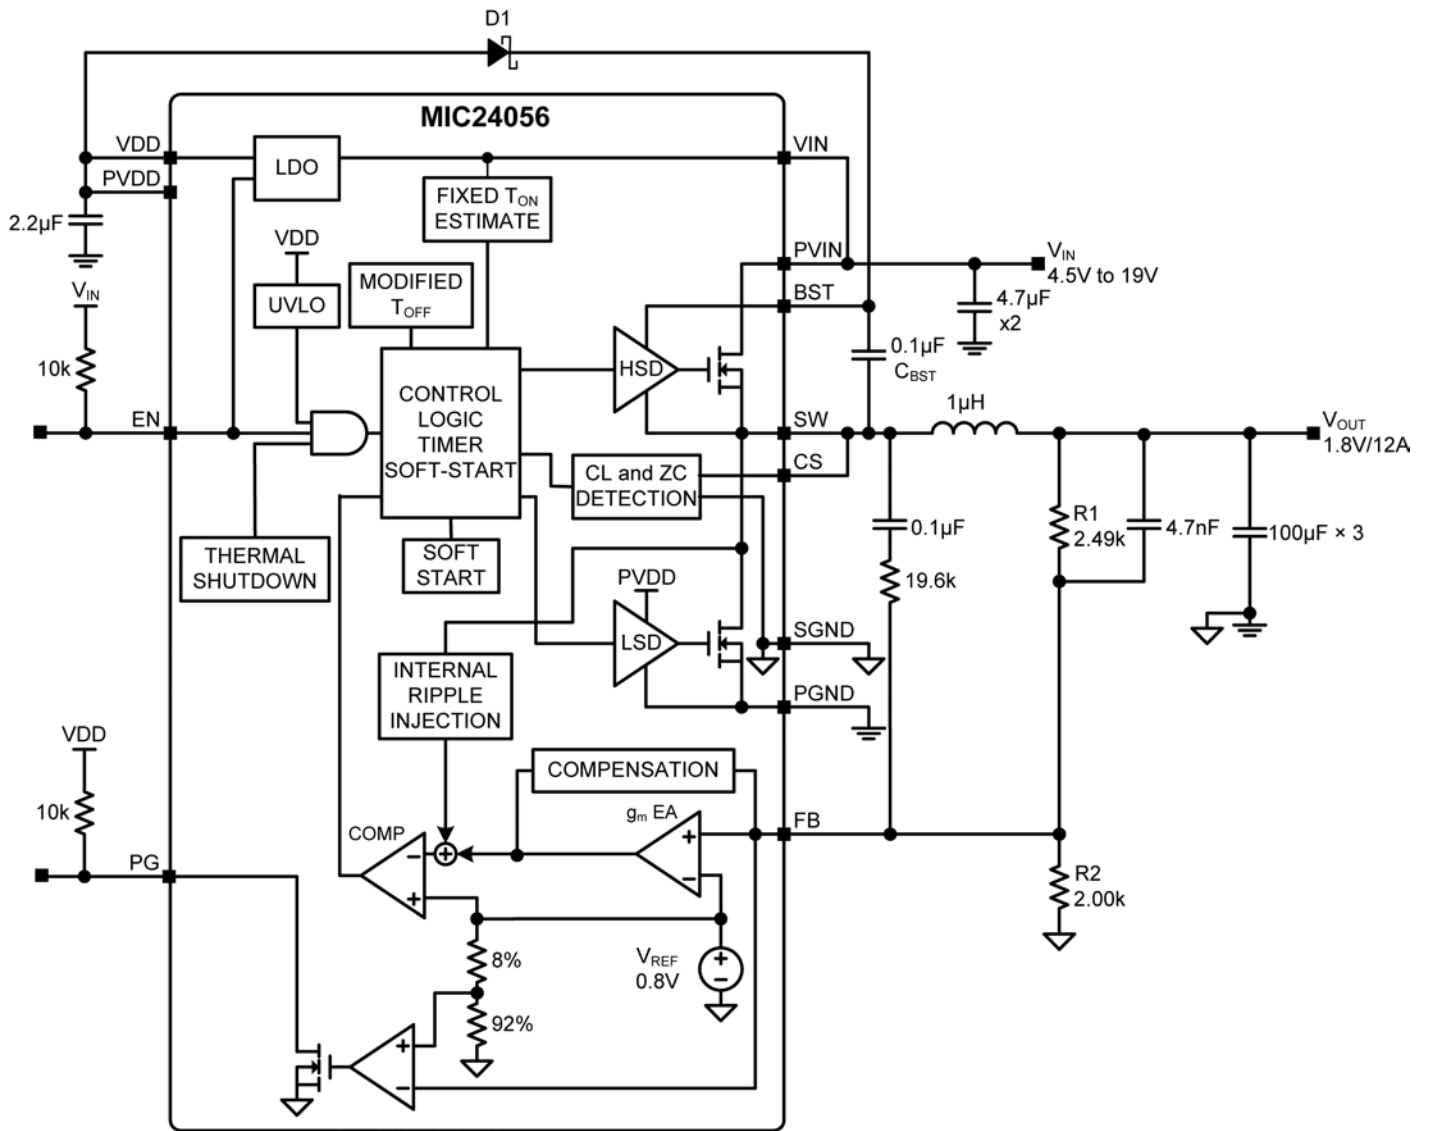 D1
MIC24056
VDD
LDO
VIN
PVDD
2.2µF
FIXED TON
ESTIMATE
VDD
PVIN
VIN
4.5V to 19V
VIN
UVLO
MODIFIED
TOFF
BST
4.7µF
x2
10k
HSD
0.1µF
CBST
CONTROL
LOGIC
TIMER
SOFT-START
1µH
EN
SW
VOUT
1.8V/12A
CS
CL and ZC
DETECTION
THERMAL
SHUTDOWN
SOFT
START
0.1µF
19.6k
R1
2.49k
4.7nF
100µF × 3
PVDD
LSD
SGND
INTERNAL
RIPPLE
INJECTION
PGND
VDD
10k
COMPENSATION
gm EA
FB
COMP
+
−
−
+
+
PG
R2
2.00k
8%
VREF
0.8V
+
−
92%
+
−